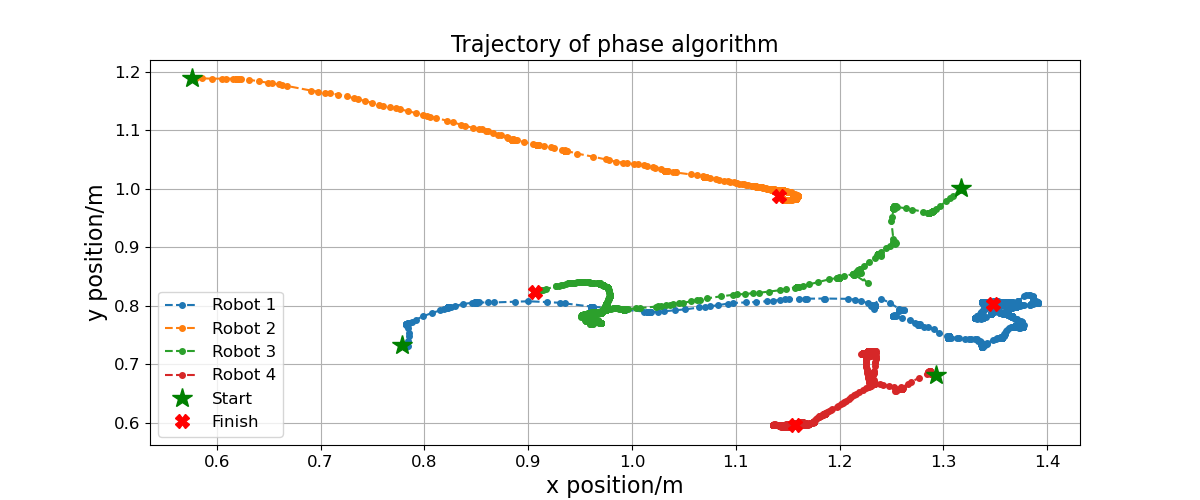 Trajectory of phase algorithm
y position/m
1.2
1.1
1.0
0.9
0.8
0.7
0.6
Robot 1
Robot 2
Robot 3
Robot 4
Start
Finish
0.6 0.7 0.8 0.9 1.0 1.1 1.2 1.3 1.4
x position/m